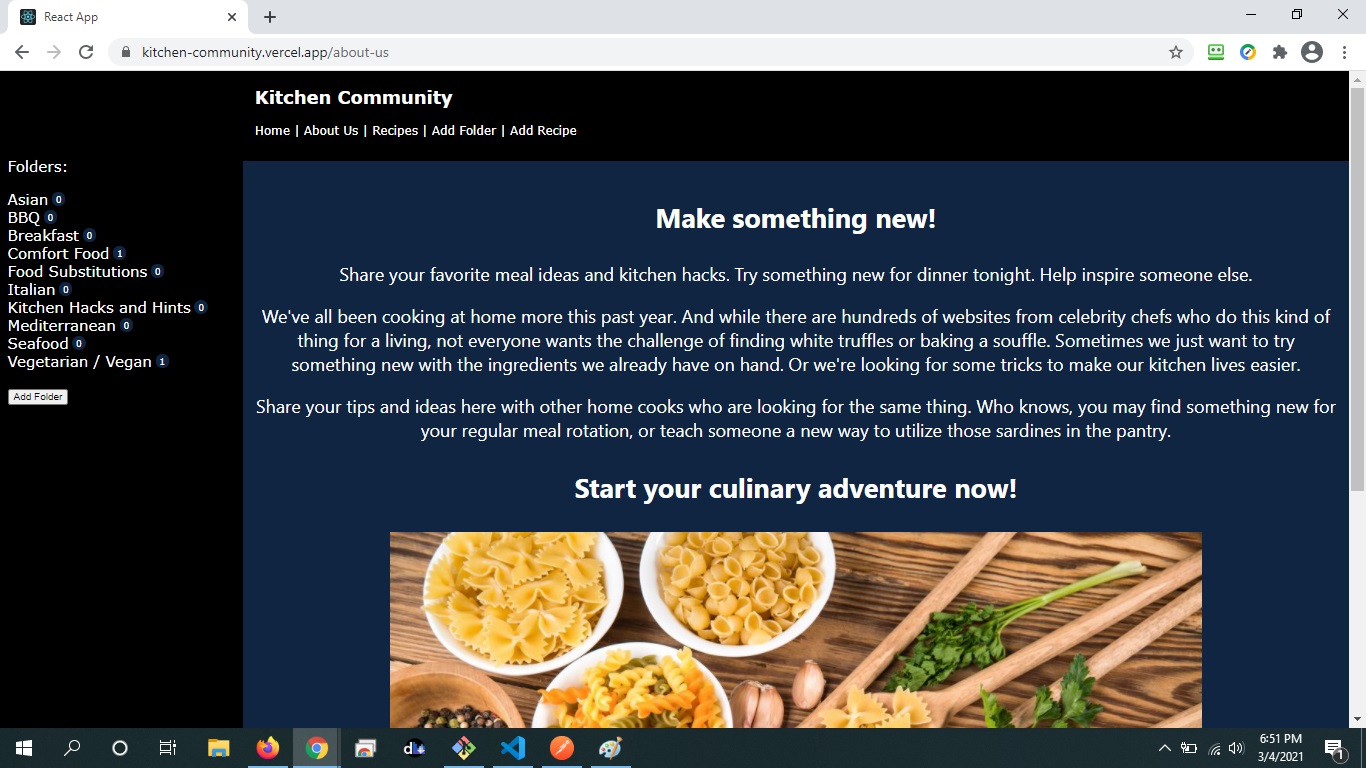 React App
kitchen-community.vercel.app/about-us
Kitchen Community
Home | About Us | Recipes | Add Folder | Add Recipe
Folders:
Asian 0
BBQ 0
Breakfast 0
Comfort Food 1
Food Substitutions 0
Italian 0
Kitchen Hacks and Hints 0
Mediterranean 0
Seafood 0
Vegetarian / Vegan 1
Add Folder
Make something new!
Share your favorite meal ideas and kitchen hacks. Try something new for dinner tonight. Help inspire someone else.
We've all been cooking at home more this past year. And while there are hundreds of websites from celebrity chefs who do this kind of
thing for a living, not everyone wants the challenge of finding white truffles or baking a souffle. Sometimes we just want to try
something new with the ingredients we already have on hand. Or we're looking for some tricks to make our kitchen lives easier.
Share your tips and ideas here with other home cooks who are looking for the same thing. Who knows, you may find something new for
your regular meal rotation, or teach someone a new way to utilize those sardines in the pantry.
Start your culinary adventure now!
6:51 PM
3/4/2021
1